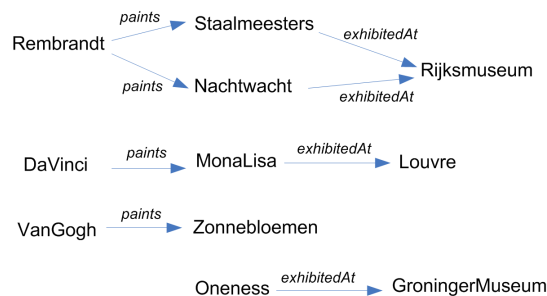 paints Staalmeesters exhibitedAt
Rembrandt Rijksmuseum
paints Nachtwacht exhibitedAt
DaVinci paints MonaLisa exhibitedAt Louvre
VanGogh paints Zonnebloemen
Oneness exhibitedAt GroningerMuseum